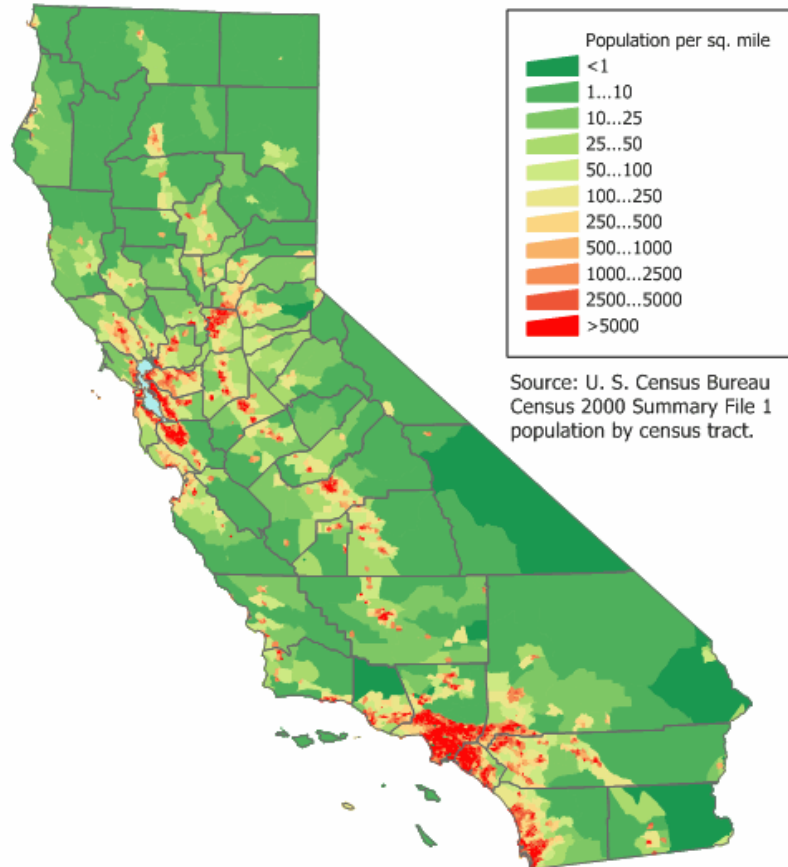 Population per sq. mile
<1
1...10
10...25
25...50
50...100
100...250
250...500
500...1000
1000...2500
2500...5000
>5000
Source: U. S. Census Bureau
Census 2000 Summary File 1
population by census tract.